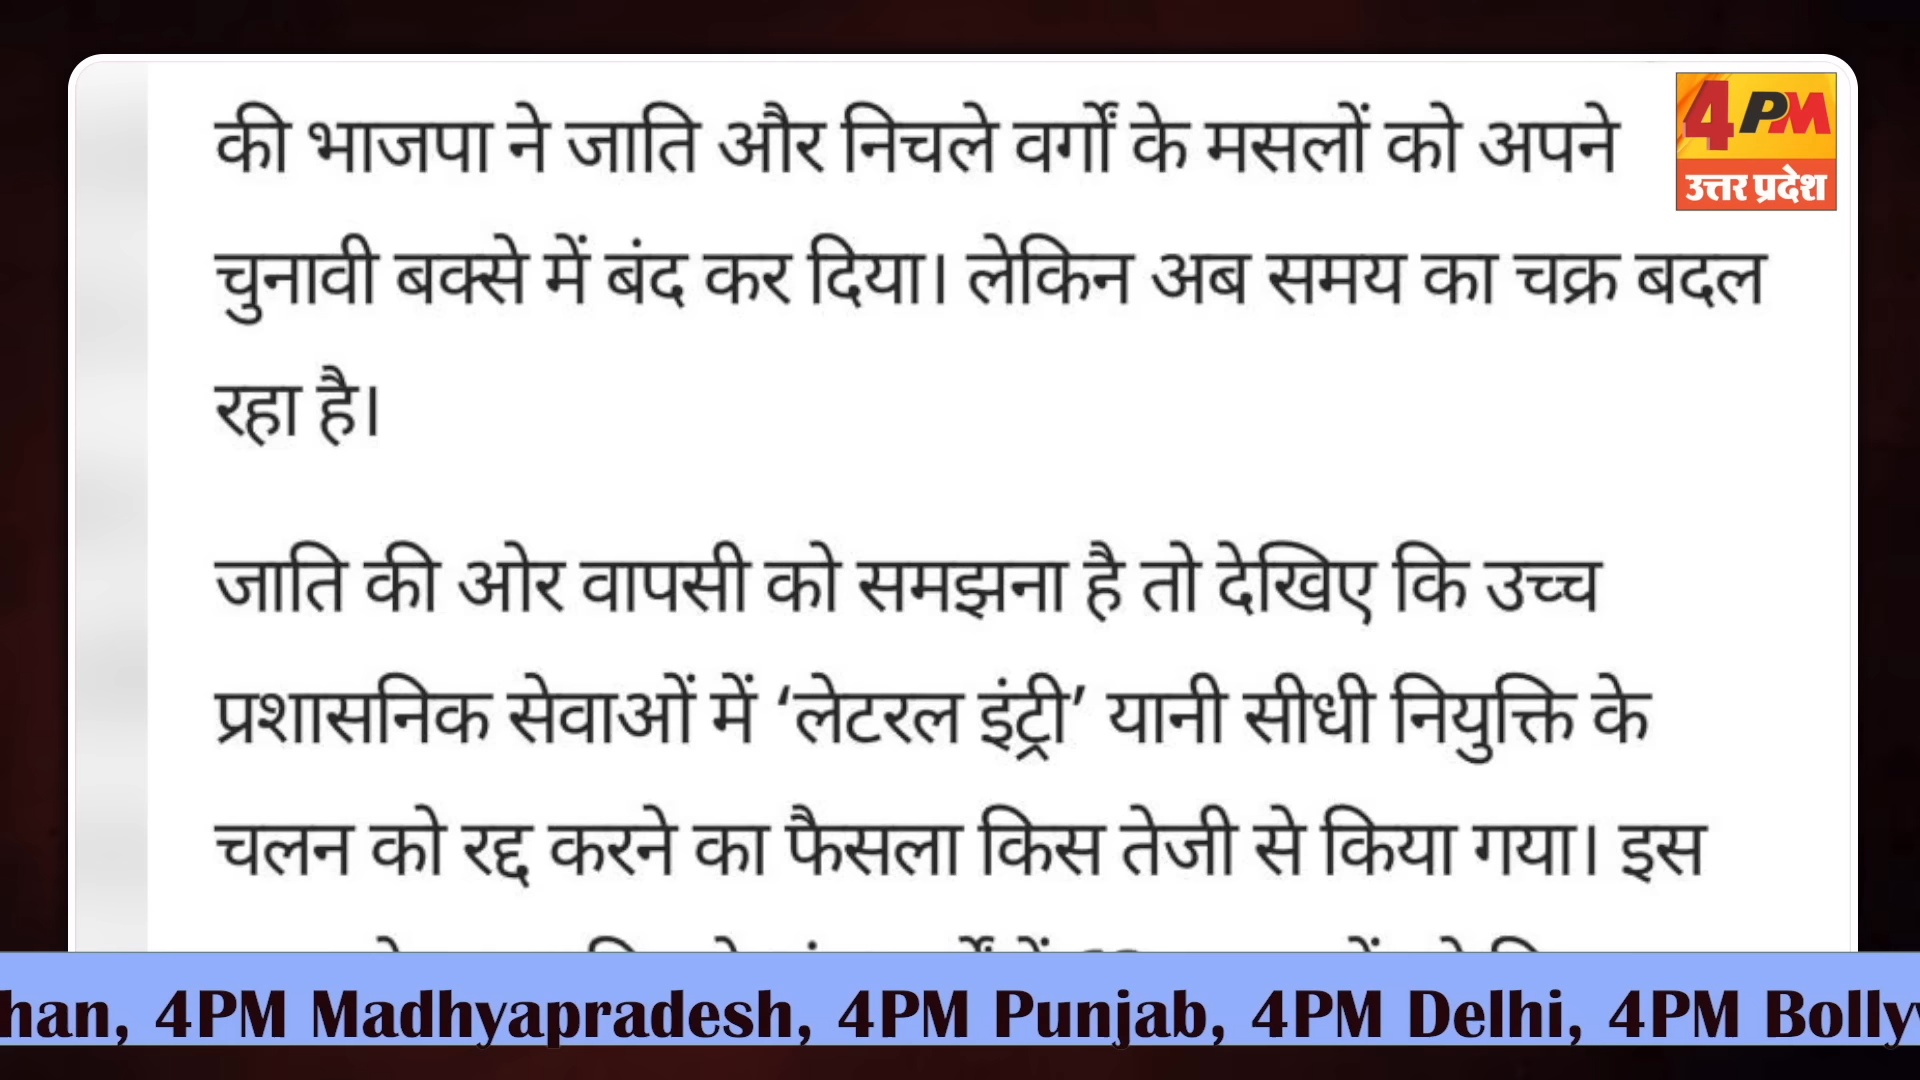 की भाजपा ने जाति और निचले वर्गों के मसलों को अपने
4PM
उत्तर प्रदेश
चुनावी बक्से में बंद कर दिया। लेकिन अब समय का चक्र बदल
रहा है।
जाति की ओर वापसी को समझना है तो देखिए कि उच्च
प्रशासनिक सेवाओं में ‘लेटरल इंट्री’ यानी सीधी नियुक्ति के
चलन को रद्द करने का फैसला किस तेजी से किया गया। इस
han, 4PM Madhyapradesh, 4PM Punjab, 4PM Delhi, 4PM Bolly